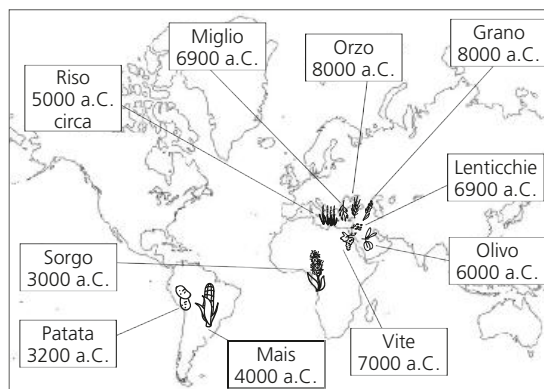 Miglio
6900 a.C.
Orzo
8000 a.C.
Grano
8000 a.C.
Riso
5000 a.C.
circa
Lenticchie
6900 a.C.
Sorgo
3000 a.C.
Olivo
6000 a.C.
Patata
3200 a.C.
Mais
4000 a.C.
Vite
7000 a.C.